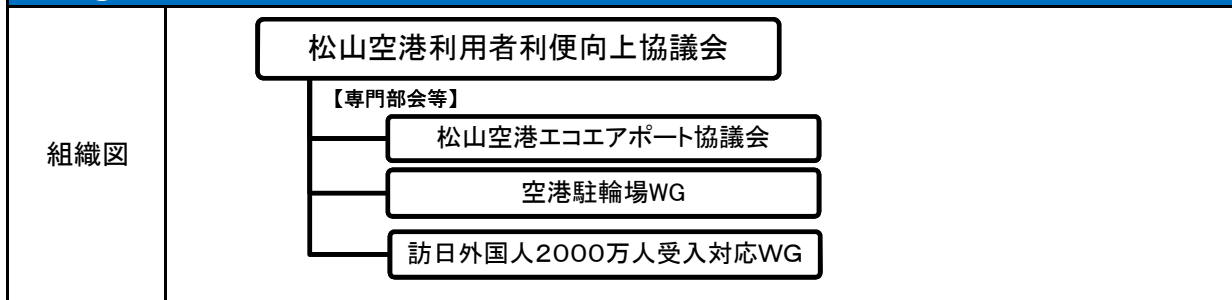 松山空港利用者利便向上協議会
【専門部会等】
松山空港エコエアポート協議会
組織図
空港駐輪場WG
訪日外国人2000万人受入対応WG